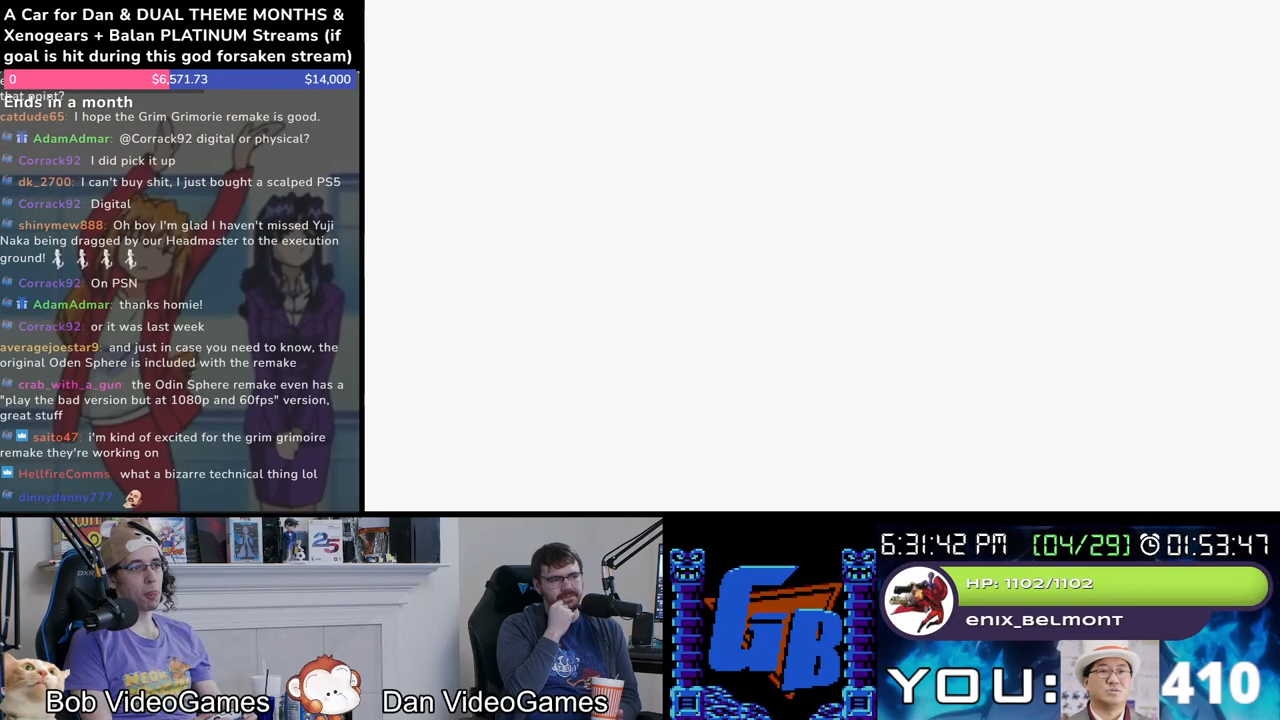 A Car for Dan & DUAL THEME MONTHS &
Xenogears + Balan PLATINUM Streams (if
goal is hit during this god forsaken stream)
0 $6,571.73 $14,000
that point?
Ends in a month
catdude65: I hope the Grim Grimorie remake is good.
AdamAdmar: @Corrack92 digital or physical?
Corrack92 I did pick it up
dk_2700: I can't buy shit, I just bought a scalped PS5
Corrack92 Digital
shinymew888: Oh boy I'm glad I haven't missed Yuji
Naka being dragged by our Headmaster to the execution
ground!
Corrack92: On PSN
AdamAdmar: thanks homie!
Corrack92: or it was last week
averagejoestar9: and just in case you need to know, the
original Oden Sphere is included with the remake
crab_with_a_gun: the Odin Sphere remake even has a
"play the bad version but at 1080p and 60fps" version,
great stuff
saito47: i'm kind of excited for the grim grimoire
remake they're working on
HellfireComms: what a bizarre technical thing lol
dinnydanny777
25
Bob VideoGames
Dan VideoGames
GB
6:31:42 PM [04/29] 01:53:47
HP: 1102/1102
enix_Belmont
YOU: 410